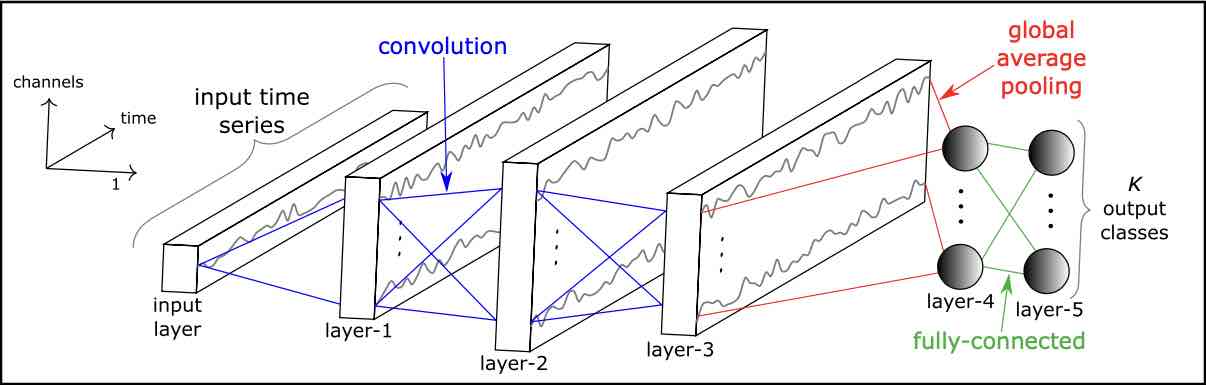 channels
time
1
input time
series
convolution
global
average
pooling
K
output
classes
input
layer
layer-1
layer-2
layer-3
layer-4
layer-5
fully-connected